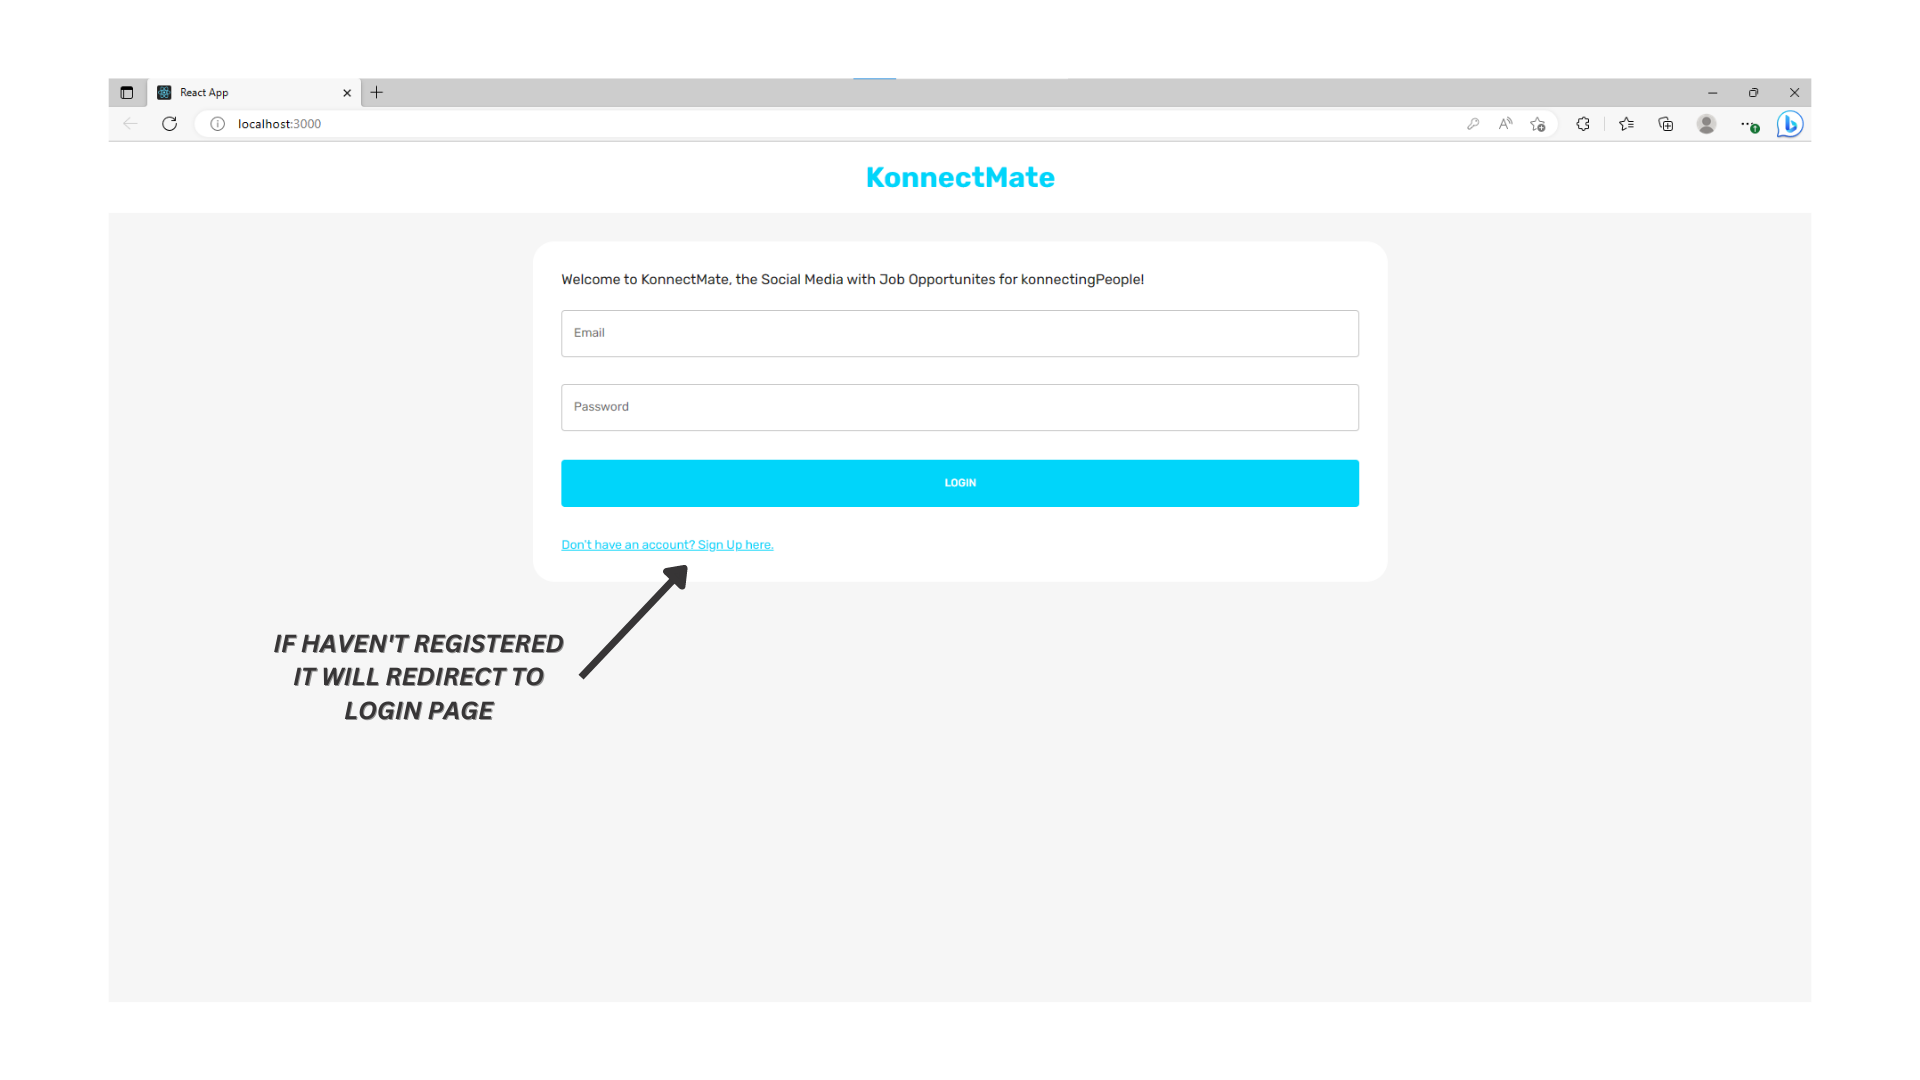 React App
localhost:3000
KonnectMate
Welcome to KonnectMate, the Social Media with Job Opportunites for konnectingPeople!
Email
Password
LOGIN
Don't have an account? Sign Up here.
IF HAVEN'T REGISTERED
IT WILL REDIRECT TO
LOGIN PAGE